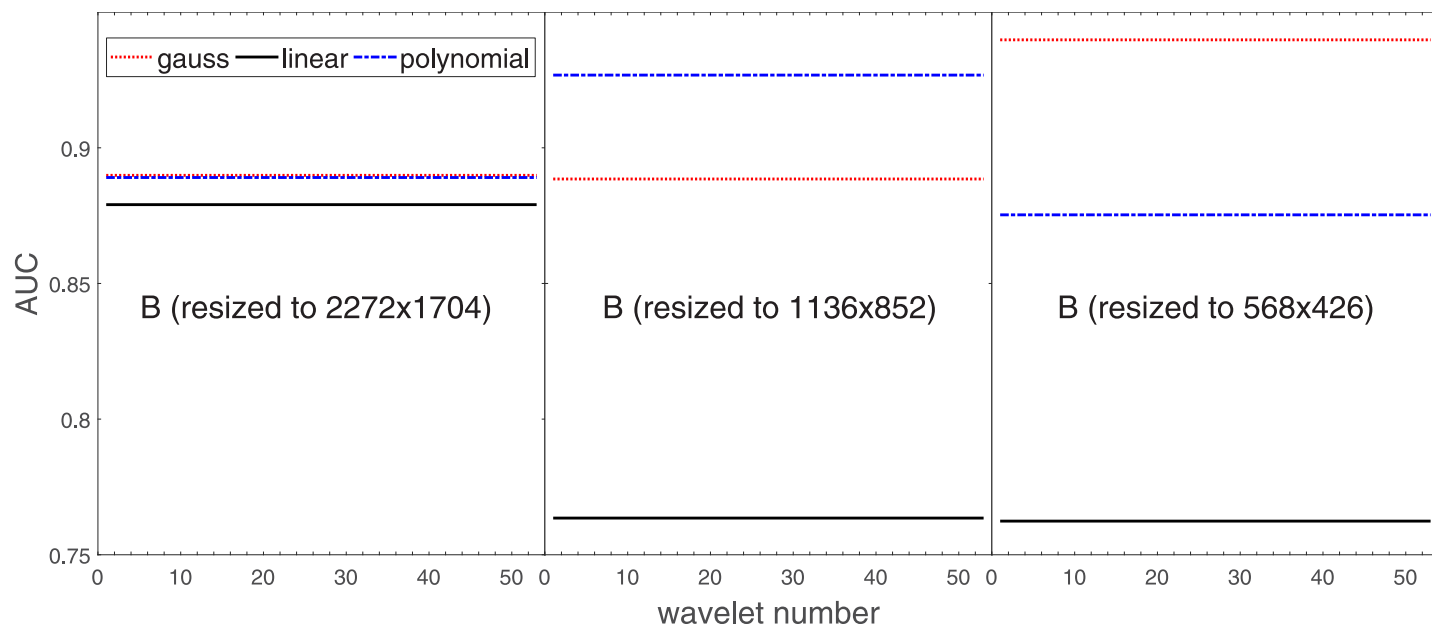 gauss linear polynomial
0.9
0.85
0.8
0.75
AUC
B (resized to 2272x1704)
B (resized to 1136x852)
B (resized to 568x426)
0 10 20 30 40 50 0 10 20 30 40 50 0 10 20 30 40 50
wavelet number